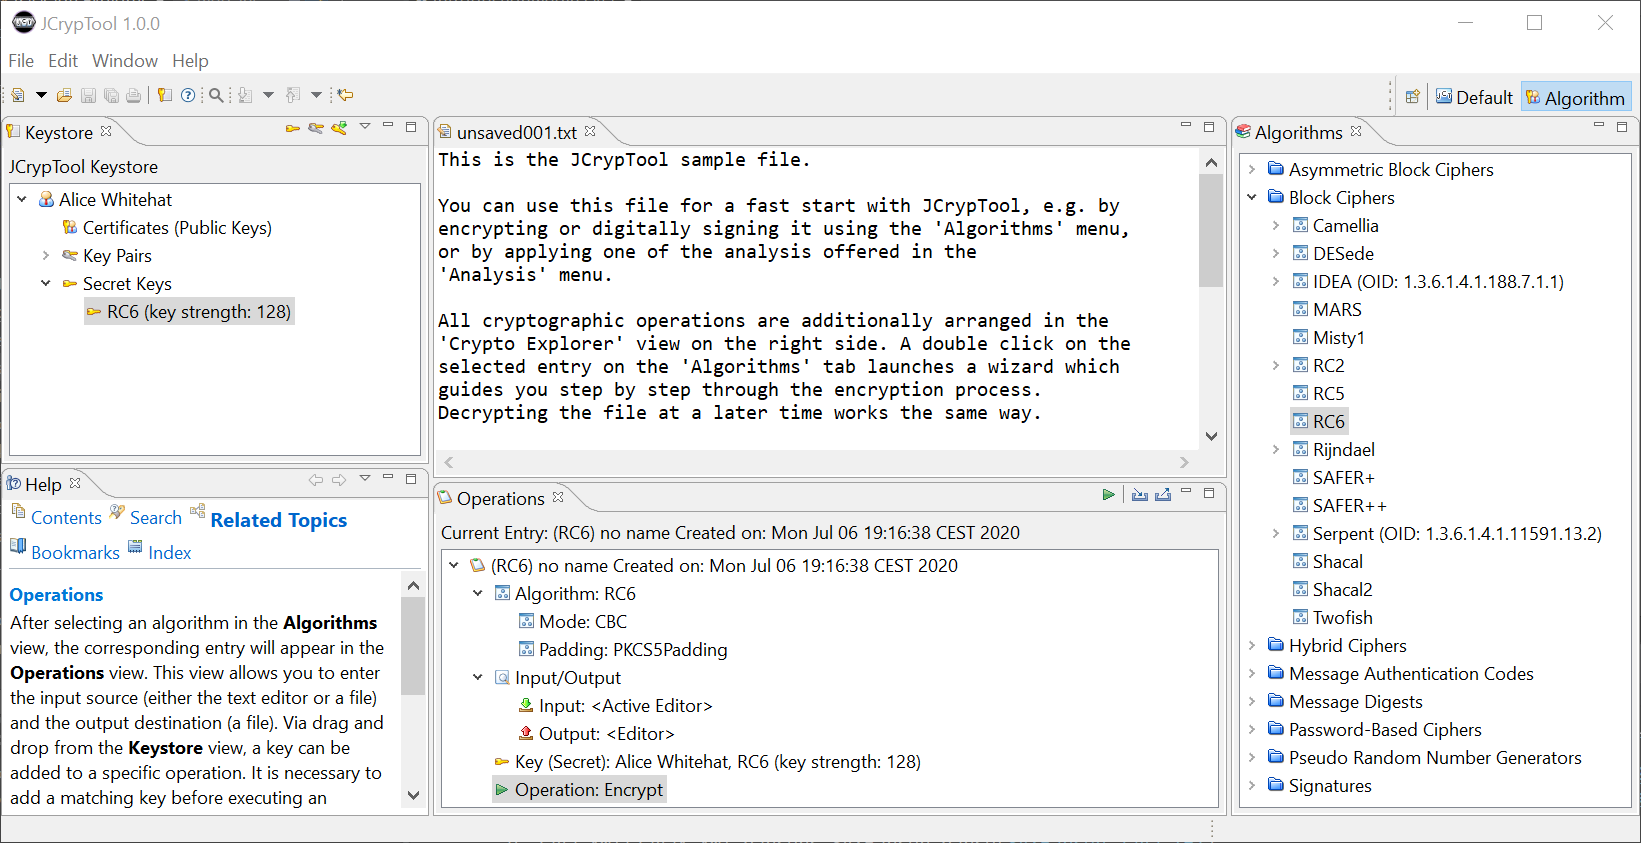 JCrypTool 1.0.0
File Edit Window Help
Default Algorithm
Keystore
JCrypTool Keystore
Alice Whitehat
Certificates (Public Keys)
Key Pairs
Secret Keys
RC6 (key strength: 128)
Help
Contents Search Related Topics
Bookmarks Index
Operations
After selecting an algorithm in the Algorithms
view, the corresponding entry will appear in the
Operations view. This view allows you to enter
the input source (either the text editor or a file)
and the output destination (a file). Via drag and
drop from the Keystore view, a key can be
added to a specific operation. It is necessary to
add a matching key before executing an
unsaved001.txt
This is the JCrypTool sample file.
You can use this file for a fast start with JCrypTool, e.g. by
encrypting or digitally signing it using the 'Algorithms' menu,
or by applying one of the analysis offered in the
'Analysis' menu.
All cryptographic operations are additionally arranged in the
'Crypto Explorer' view on the right side. A double click on the
selected entry on the 'Algorithms' tab launches a wizard which
guides you step by step through the encryption process.
Decrypting the file at a later time works the same way.
Operations
Current Entry: (RC6) no name Created on: Mon Jul 06 19:16:38 CEST 2020
(RC6) no name Created on: Mon Jul 06 19:16:38 CEST 2020
Algorithm: RC6
Mode: CBC
Padding: PKCS5Padding
Input/Output
Input: <Active Editor>
Output: <Editor>
Key (Secret): Alice Whitehat, RC6 (key strength: 128)
Operation: Encrypt
Algorithms
Asymmetric Block Ciphers
Block Ciphers
Camellia
DESede
IDEA (OID: 1.3.6.1.4.1.188.7.1.1)
MARS
Misty1
RC2
RC5
RC6
Rijndael
SAFER+
SAFER++
Serpent (OID: 1.3.6.1.4.1.11591.13.2)
Shacal
Shacal2
Twofish
Hybrid Ciphers
Message Authentication Codes
Message Digests
Password-Based Ciphers
Pseudo Random Number Generators
Signatures